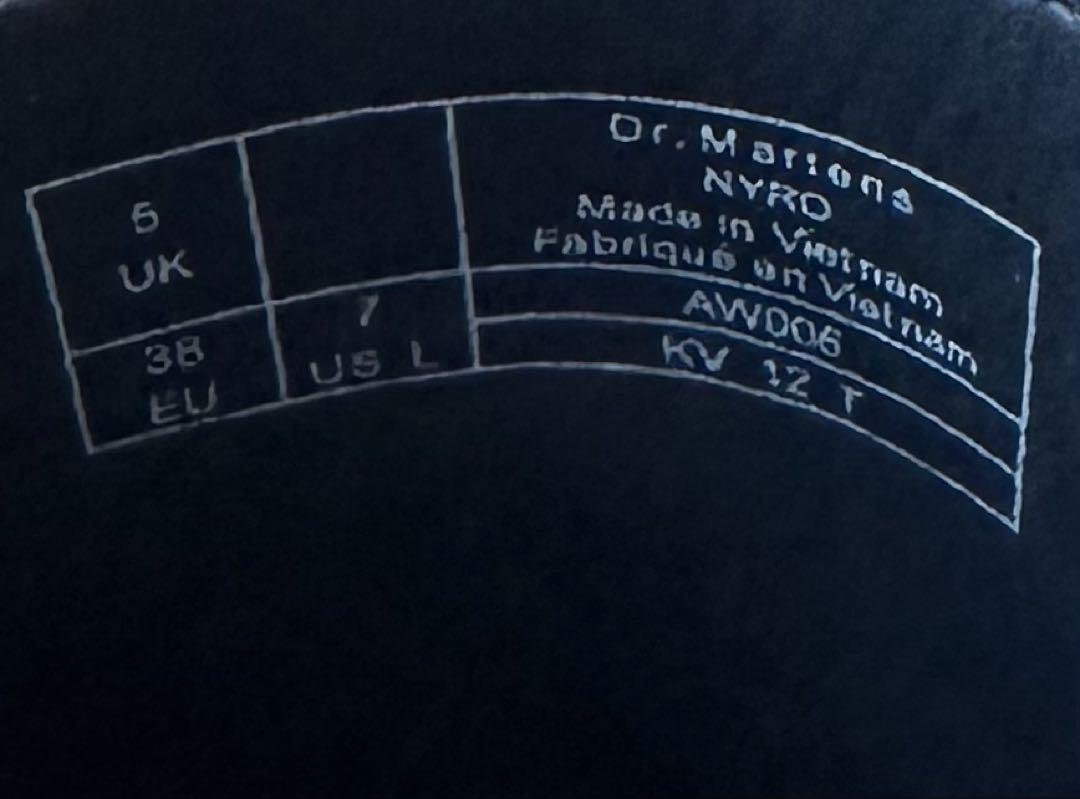 5
UK
38
EU
7
US L
Dr. Martens
NYRO
Made in Vietnam
Fabriqué en Vietnam
AW006
KV 12 T